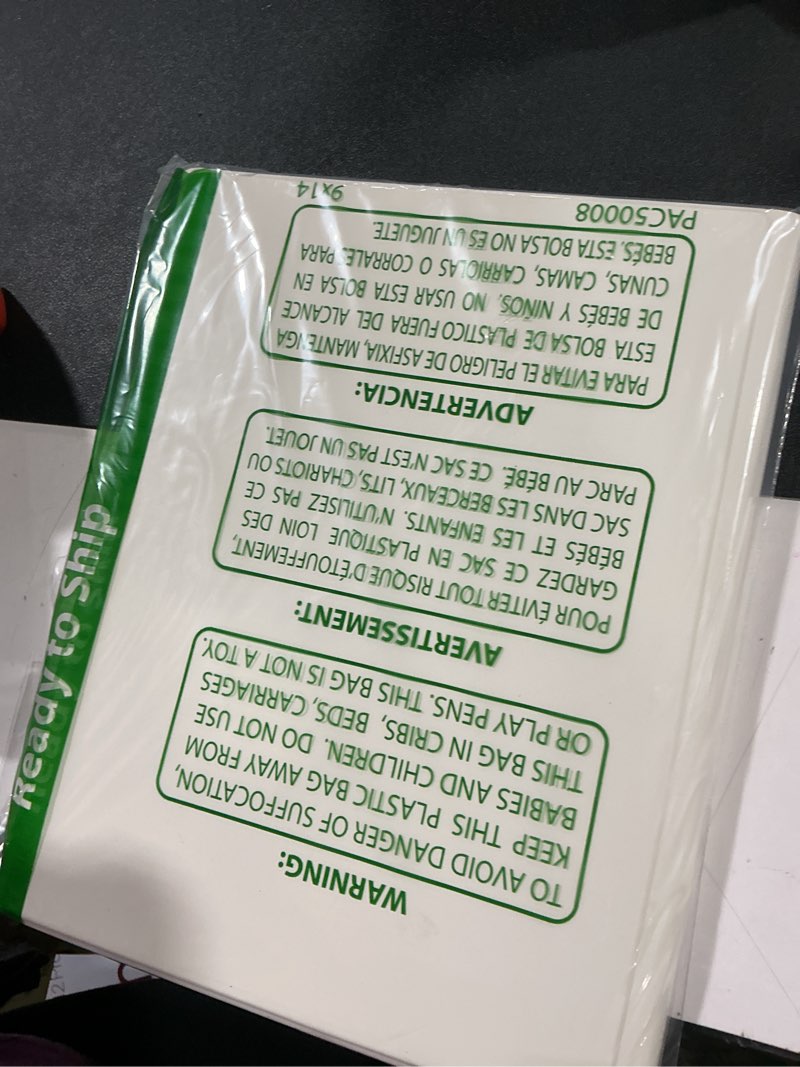 WARNING:
TO AVOID DANGER OF SUFFOCATION,
KEEP THIS PLASTIC BAG AWAY FROM
BABIES AND CHILDREN. DO NOT USE
THIS BAG IN CRIBS, BEDS, CARRIAGES
OR PLAY PENS. THIS BAG IS NOT A TOY.
AVERTISSEMENT:
POUR ÉVITER TOUT RISQUE D'ÉTOUFFEMENT,
GARDEZ CE SAC EN PLASTIQUE LOIN DES
BÉBÉS ET LES ENFANTS. N'UTILISEZ PAS CE
SAC DANS LES BERCEAUX, LITS, CHARIOTS OU
PARC AU BÉBÉ. CE SAC N'EST PAS UN JOUET.
ADVERTENCIA:
PARA EVITAR EL PELIGRO DE ASFIXIA, MANTENGA
ESTA BOLSA DE PLASTICO FUERA DEL ALCANCE
DE BEBÉS Y NIÑOS. NO USAR ESTA BOLSA EN
CUNAS, CAMAS, CARRIOLAS O CORRALES PARA
BEBÉS. ESTA BOLSA NO ES UN JUGUETE.
PAC50008 9x14
Ready to Ship